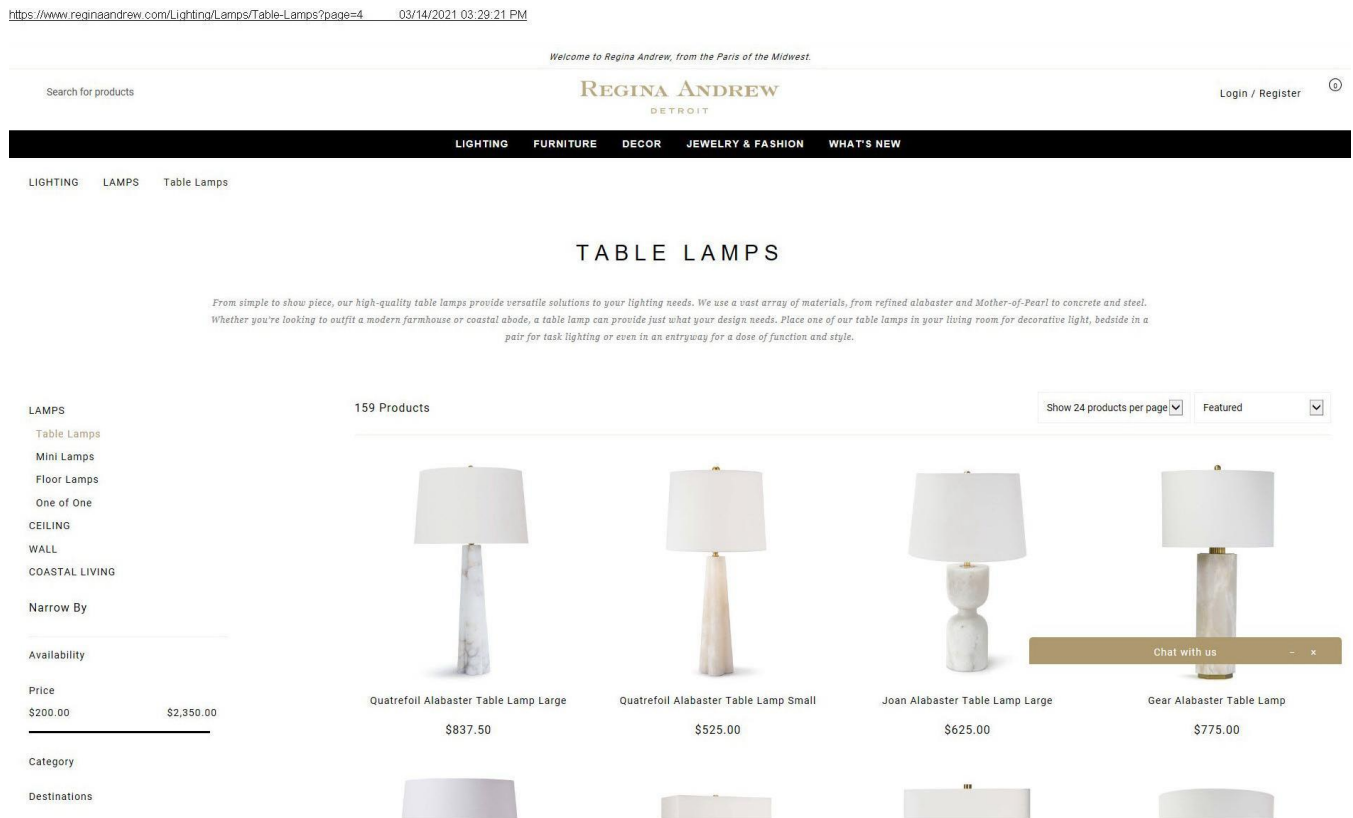 https://www.reginaandrew.com/Lighting/Lamps/Table-Lamps?page=4 03/14/2021 03:29:21 PM
Welcome to Regina Andrew, from the Paris of the Midwest.
Search for products
REGINA ANDREW
DETROIT
Login / Register
0
LIGHTING FURNITURE DECOR JEWELRY & FASHION WHAT'S NEW
LIGHTING LAMPS Table Lamps
TABLE LAMPS
From simple to show piece, our high-quality table lamps provide versatile solutions to your lighting needs. We use a vast array of materials, from refined alabaster and Mother-of-Pearl to concrete and steel.
Whether you're looking to outfit a modern farmhouse or coastal abode, a table lamp can provide just what your design needs. Place one of our table lamps in your living room for decorative light, bedside in a
pair for task lighting or even in an entryway for a dose of function and style.
LAMPS
Table Lamps
Mini Lamps
Floor Lamps
One of One
CEILING
WALL
COASTAL LIVING
Narrow By
Availability
Price
$200.00 $2,350.00
Category
Destinations
159 Products
Show 24 products per page
Featured
Chat with us
Quatrefoil Alabaster Table Lamp Large
$837.50
Quatrefoil Alabaster Table Lamp Small
$525.00
Joan Alabaster Table Lamp Large
$625.00
Gear Alabaster Table Lamp
$775.00